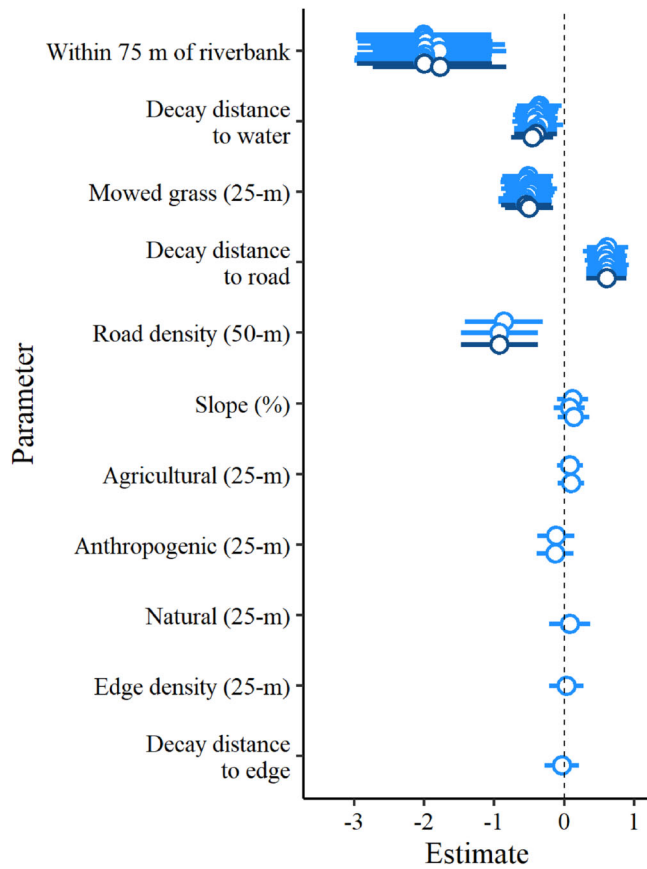 Within 75 m of riverbank
Decay distance
to water
Mowed grass (25-m)
Decay distance
to road
Road density (50-m)
Slope (%)
Agricultural (25-m)
Anthropogenic (25-m)
Natural (25-m)
Edge density (25-m)
Decay distance
to edge
Parameter
-3 -2 -1 0 1
Estimate